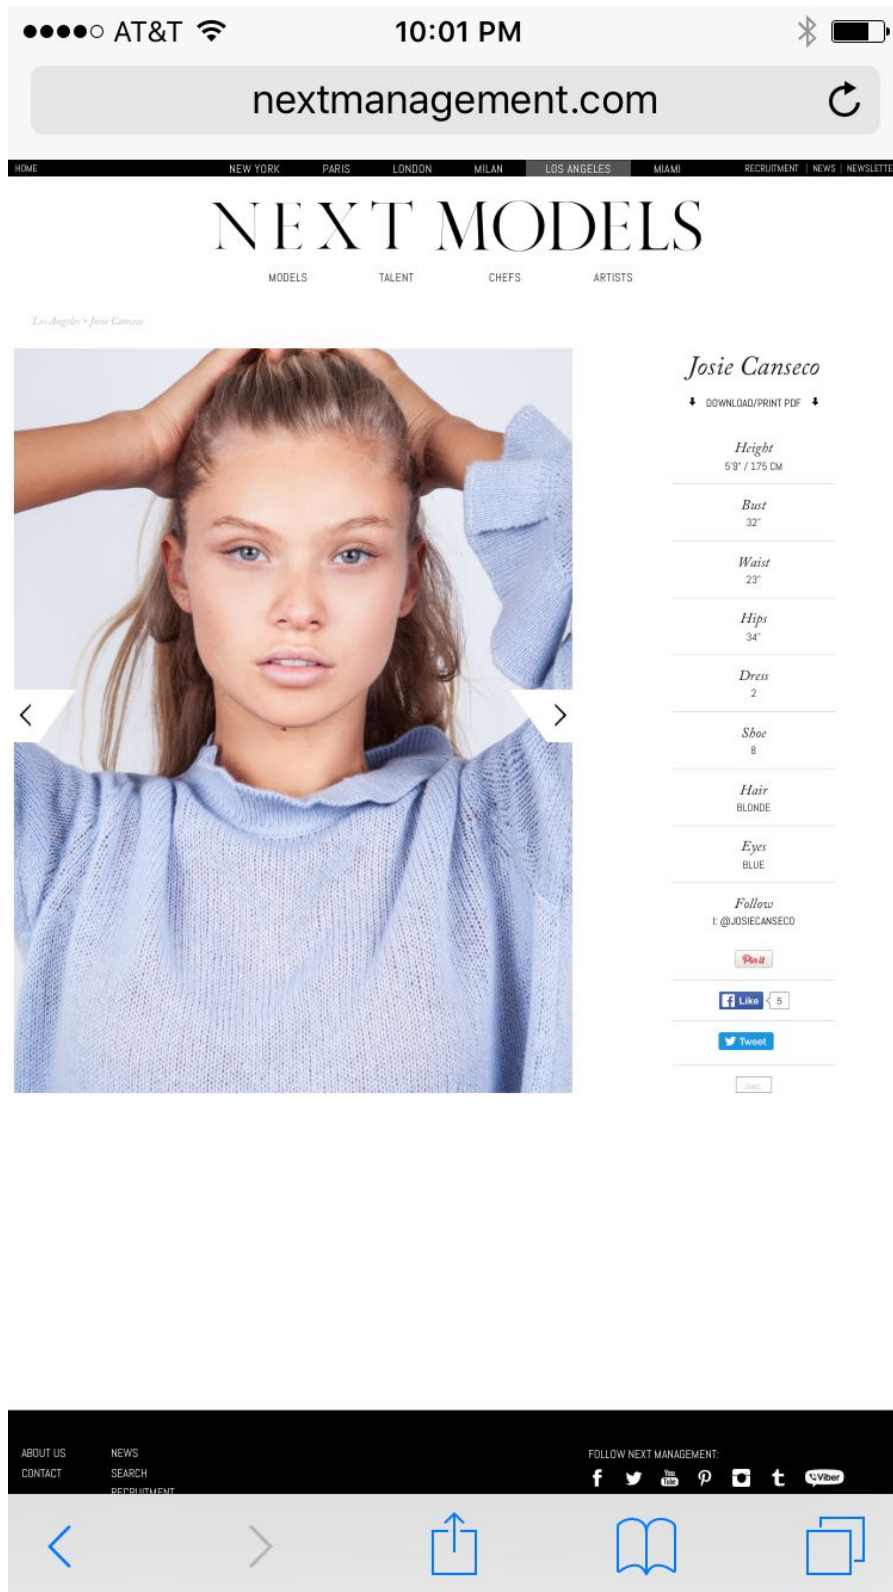 AT&T 10:01 PM
nextmanagement.com
HOME NEW YORK PARIS LONDON MILAN LOS ANGELES MIAMI RECRUITMENT | NEWS | NEWSLETTE
NEXT MODELS
MODELS TALENT CHEFS ARTISTS
Los Angeles > Josie Canseco
Josie Canseco
DOWNLOAD/PRINT PDF
Height
5'9" / 175 CM
Bust
32"
Waist
23"
Hips
34"
Dress
2
Shoe
8
Hair
BLONDE
Eyes
BLUE
Follow
I: @JOSIECANSECO
Pin it
Like 5
Tweet
ABOUT US NEWS FOLLOW NEXT MANAGEMENT:
CONTACT SEARCH You Tube Viber
RECRUITMENT